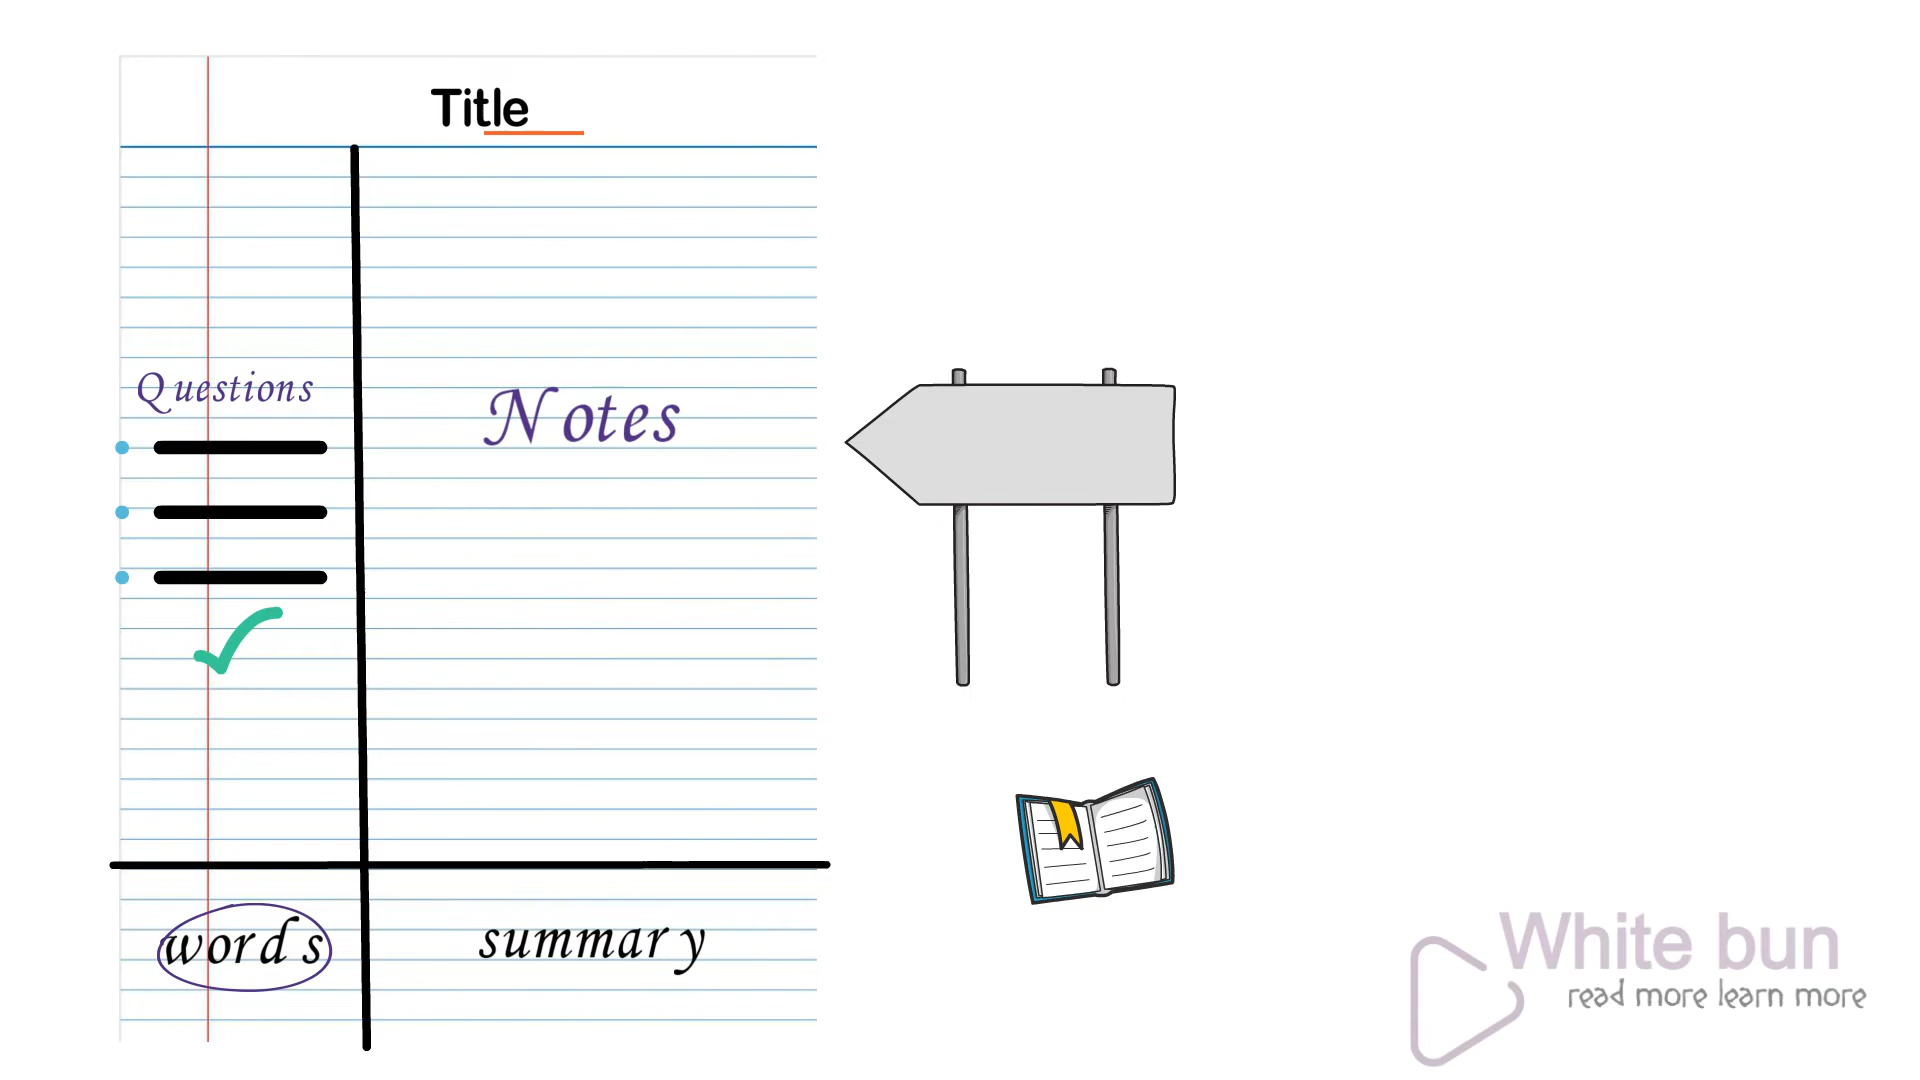 Title
Questions
Notes
words
summary
White bun
read more learn more